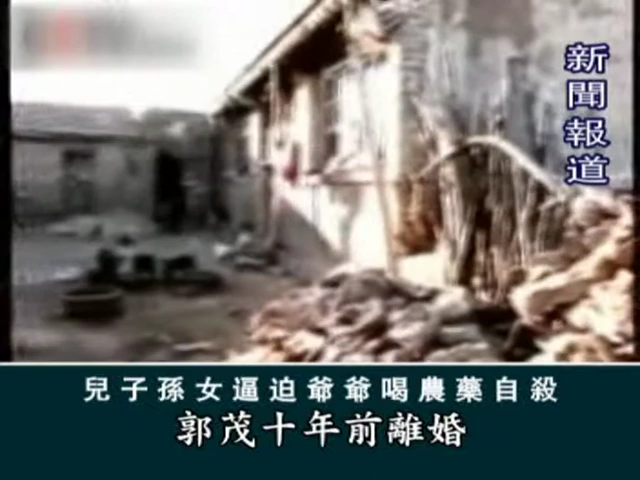 新聞報道
兒子孫女逼迫爺爺喝農藥自殺
郭茂十年前離婚